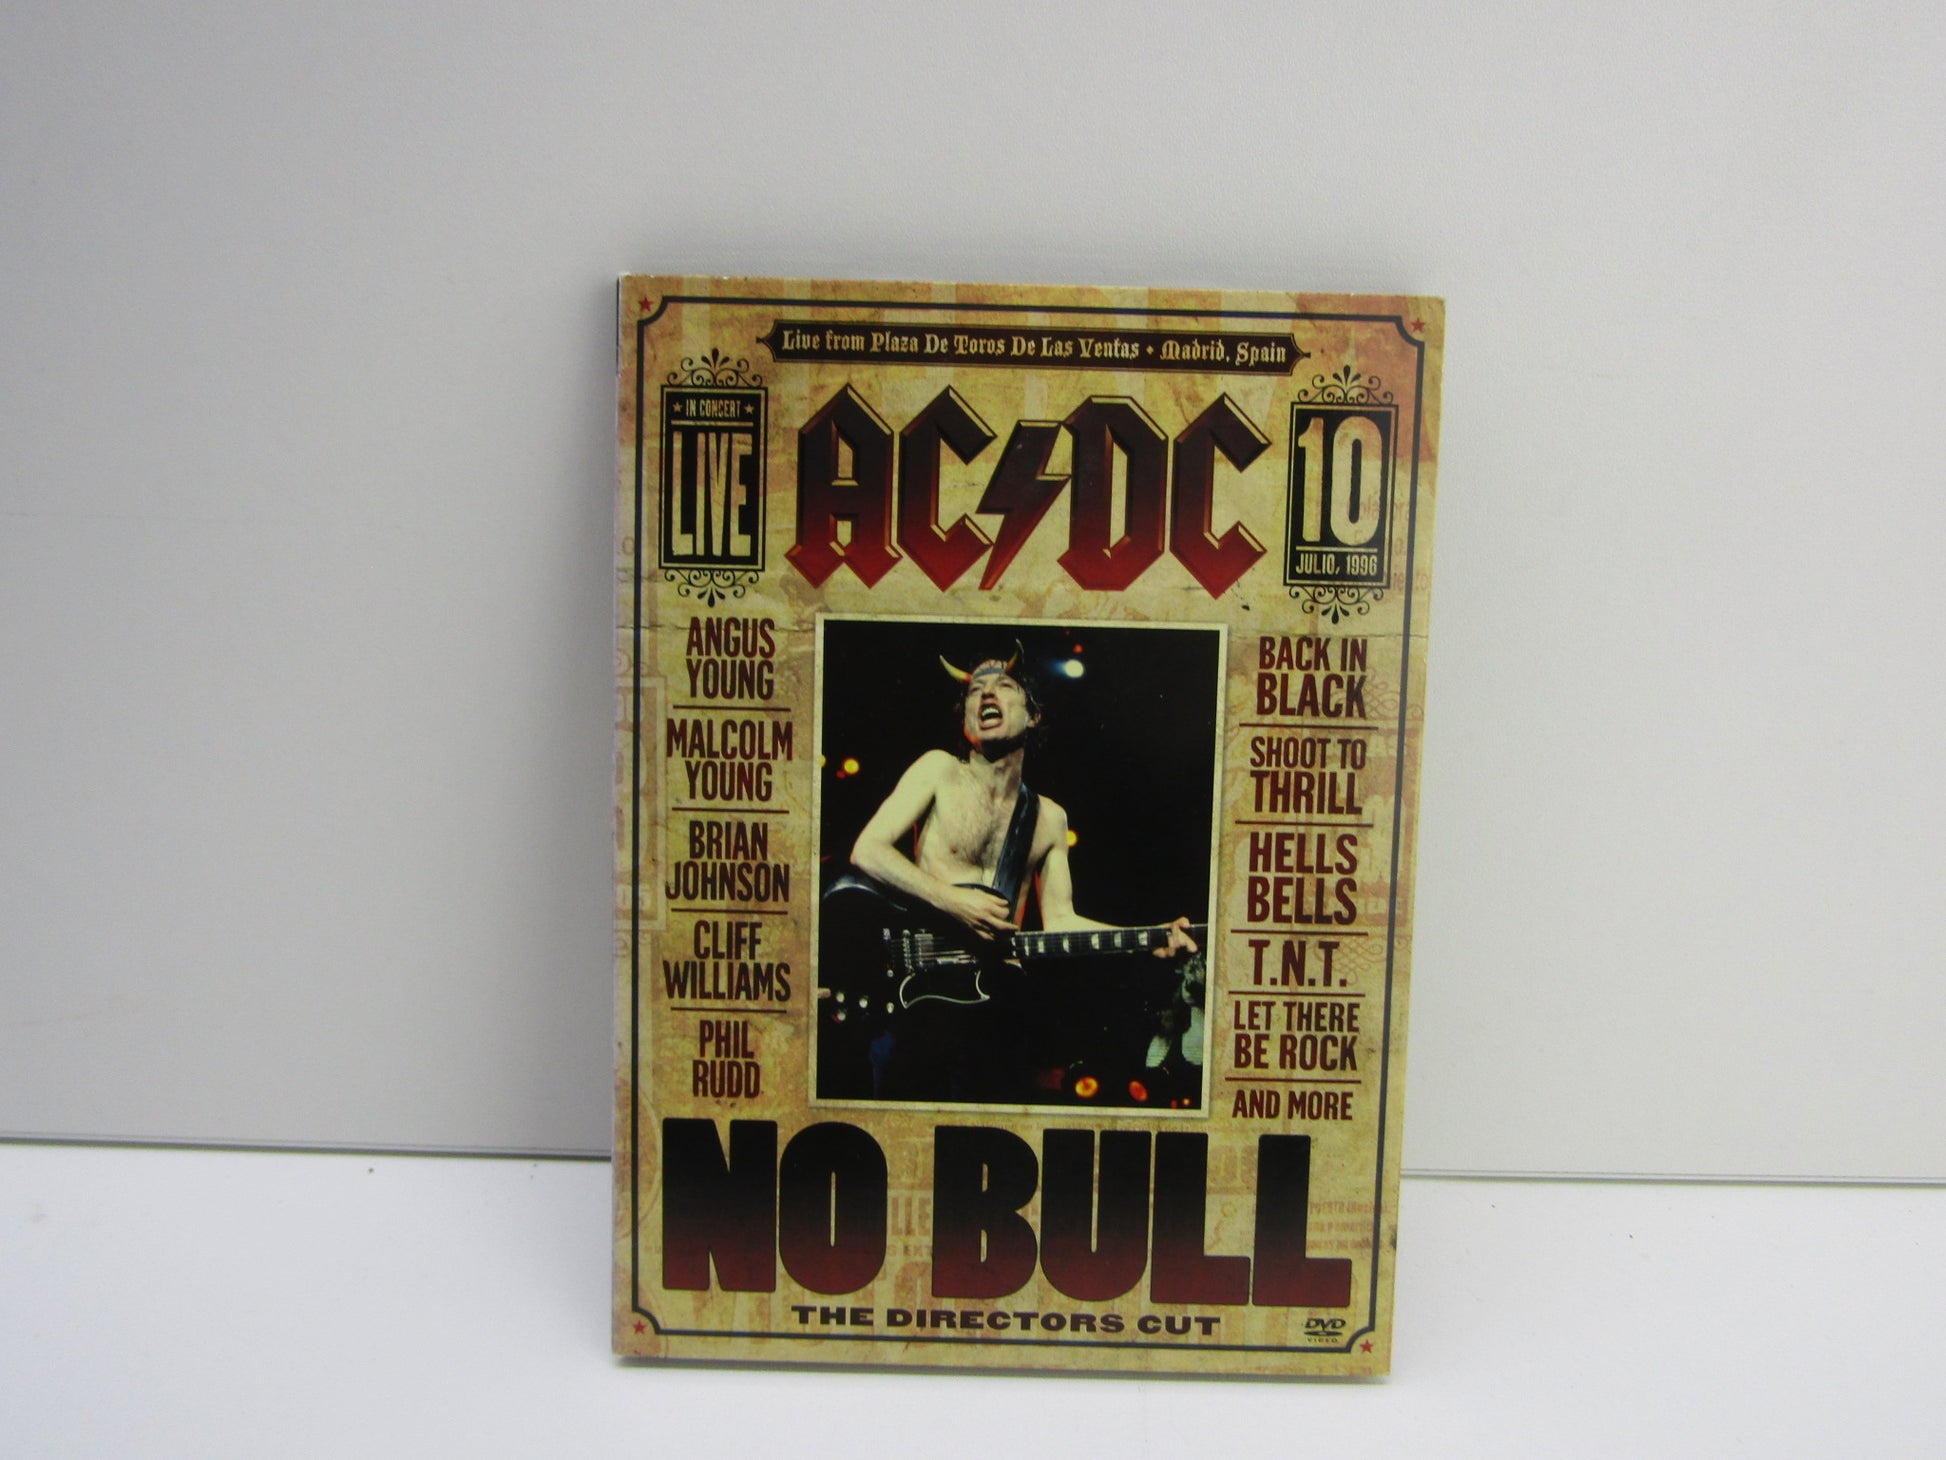 Live from Plaza De Toros De Las Ventas • Madrid, Spain
★ IN CONCERT ★
LIVE
AC DC
10
JULIO, 1996
ANGUS
YOUNG
MALCOLM
YOUNG
BRIAN
JOHNSON
CLIFF
WILLIAMS
PHIL
RUDD
BACK IN
BLACK
SHOOT TO
THRILL
HELLS
BELLS
T.N.T.
LET THERE
BE ROCK
AND MORE
NO BULL
THE DIRECTORS CUT
DVD
VIDEO